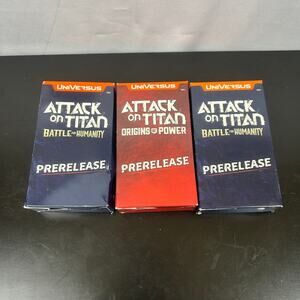 UniVersus
ATTACK
on TITAN
BATTLE FOR HUMANITY
PRERELEASE
UniVersus
ATTACK
on TITAN
ORIGINS OF POWER
PRERELEASE
UniVersus
ATTACK
on TITAN
BATTLE FOR HUMANITY
PRERELEASE